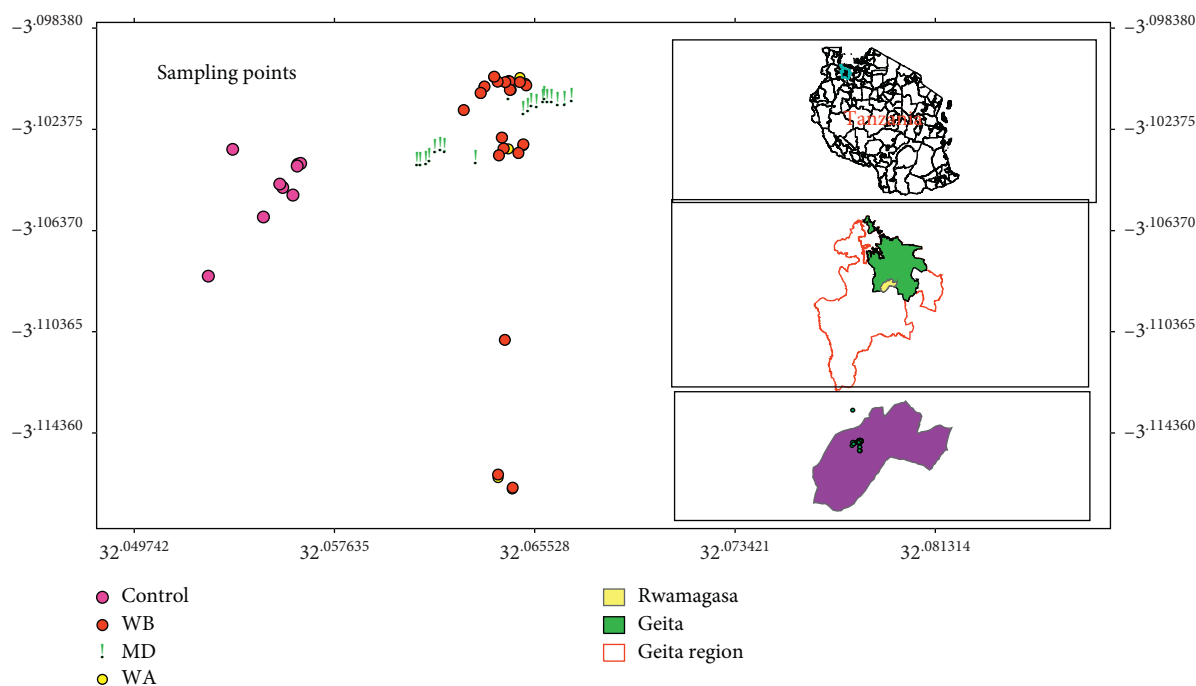 −3.098380
−3.098380
Sampling points
Tanzania
−3.102375
−3.102375
−3.106370
−3.106370
−3.110365
−3.110365
−3.114360
−3.114360
32.049742 32.057635 32.065528 32.073421 32.081314
Control
WB
MD
WA
Rwamagasa
Geita
Geita region